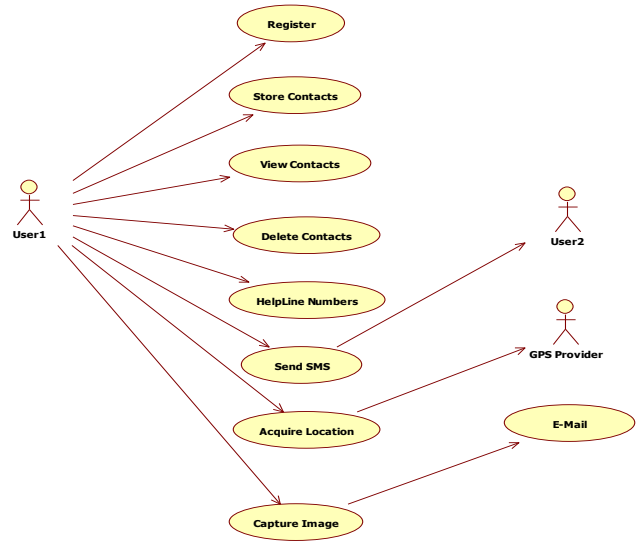 Register
Store Contacts
View Contacts
User1
Delete Contacts
User2
HelpLine Numbers
GPS Provider
Send SMS
E-Mail
Acquire Location
Capture Image